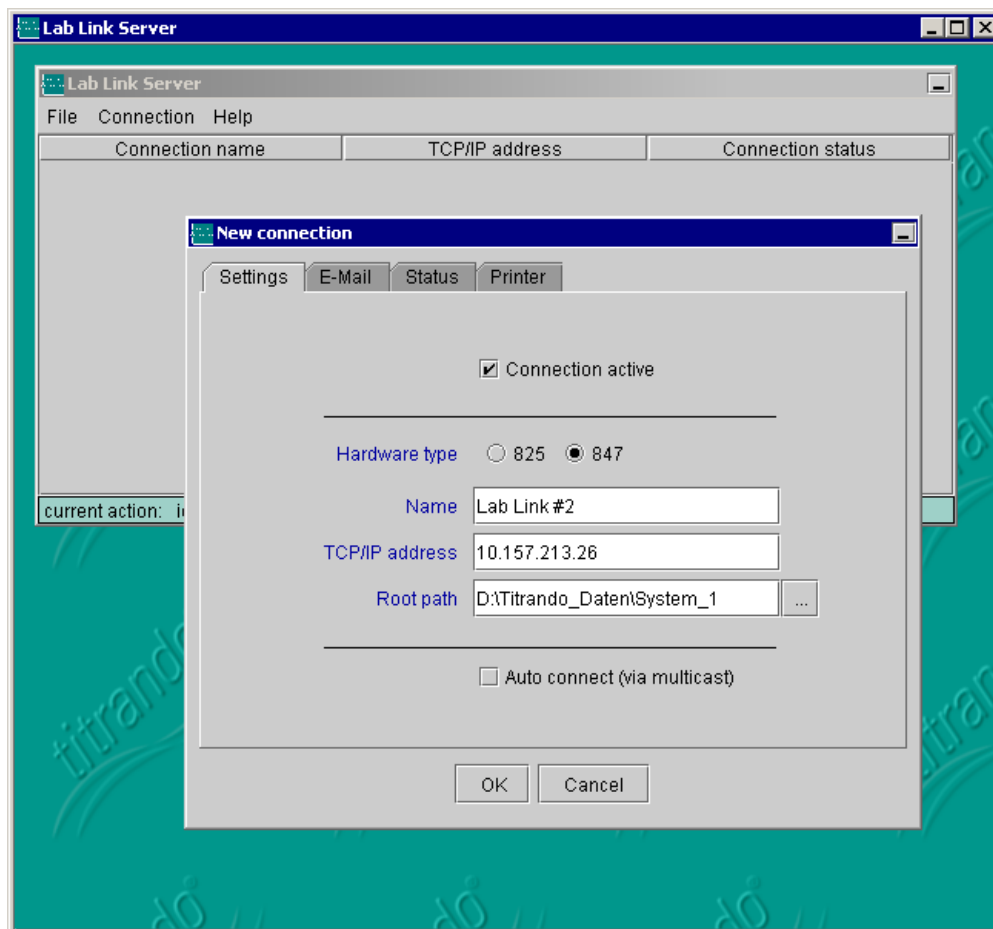 Lab Link Server
Lab Link Server
File Connection Help
Connection name TCP/IP address Connection status
New connection
Settings E-Mail Status Printer
Connection active
Hardware type 825 847
current action:
Name Lab Link #2
TCP/IP address 10.157.213.26
Root path D:\Titrando_Daten\System_1 ...
Auto connect (via multicast)
titrando
OK Cancel